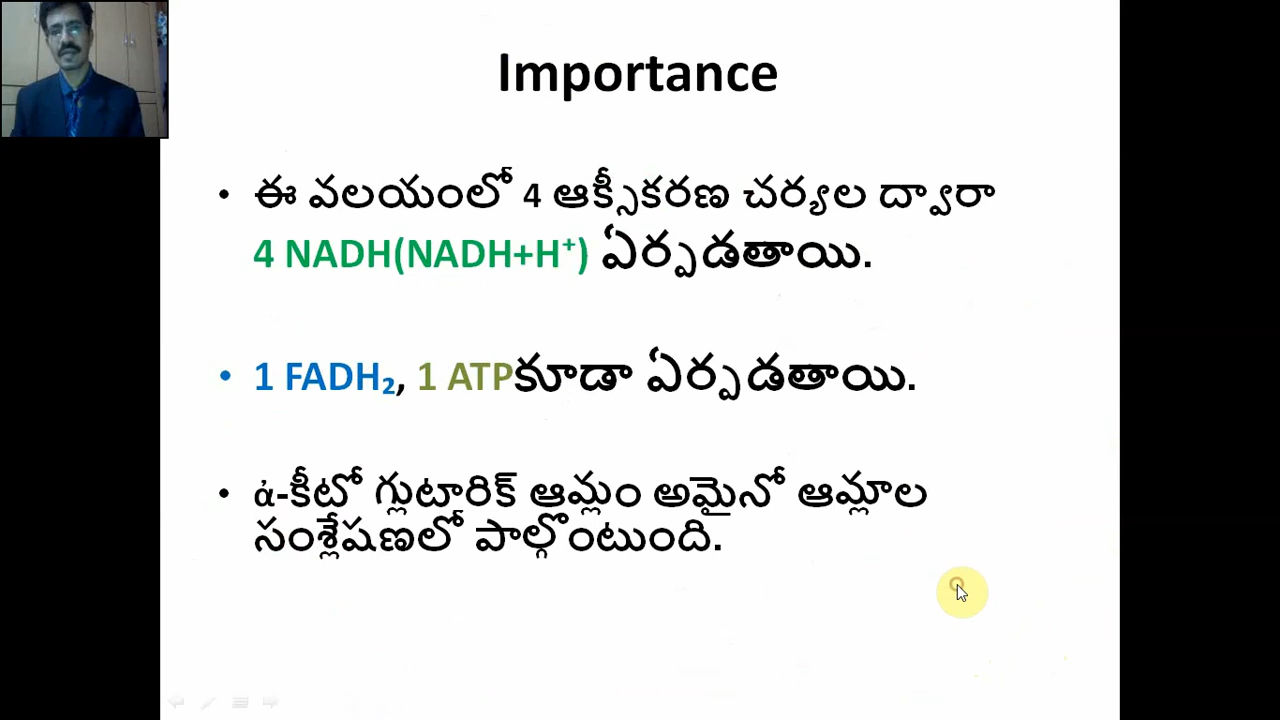 Importance
• ఈ వలయంలో 4 ఆక్సీకరణ చర్యల ద్వారా
4 NADH(NADH+H⁺) ఏర్పడతాయి.
• 1 FADH₂, 1 ATPకూడా ఏర్పడతాయి.
• ἀ-కీటో గ్లుటారిక్ ఆమ్లం అమైనో ఆమ్లాల
సంశ్లేషణలో పాల్గొంటుంది.